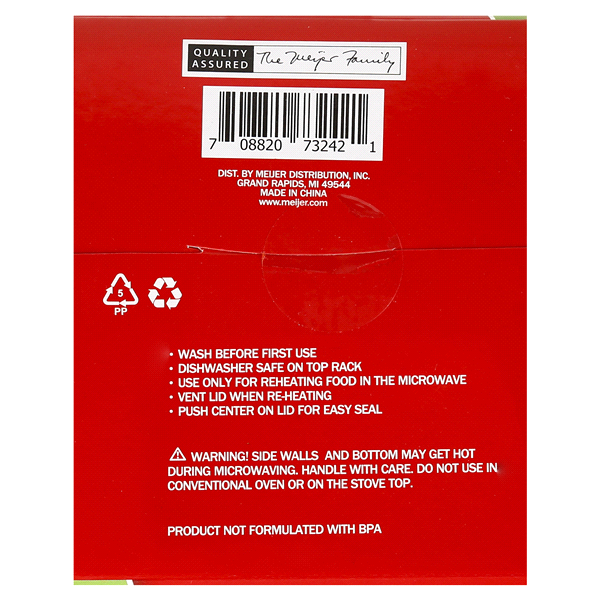 QUALITY
ASSURED
The Meijer Family
7 08820 73242 1
DIST. BY MEIJER DISTRIBUTION, INC.
GRAND RAPIDS, MI 49544
MADE IN CHINA
www.meijer.com
5
PP
• WASH BEFORE FIRST USE
• DISHWASHER SAFE ON TOP RACK
• USE ONLY FOR REHEATING FOOD IN THE MICROWAVE
• VENT LID WHEN RE-HEATING
• PUSH CENTER ON LID FOR EASY SEAL
WARNING! SIDE WALLS AND BOTTOM MAY GET HOT
DURING MICROWAVING. HANDLE WITH CARE. DO NOT USE IN
CONVENTIONAL OVEN OR ON THE STOVE TOP.
PRODUCT NOT FORMULATED WITH BPA